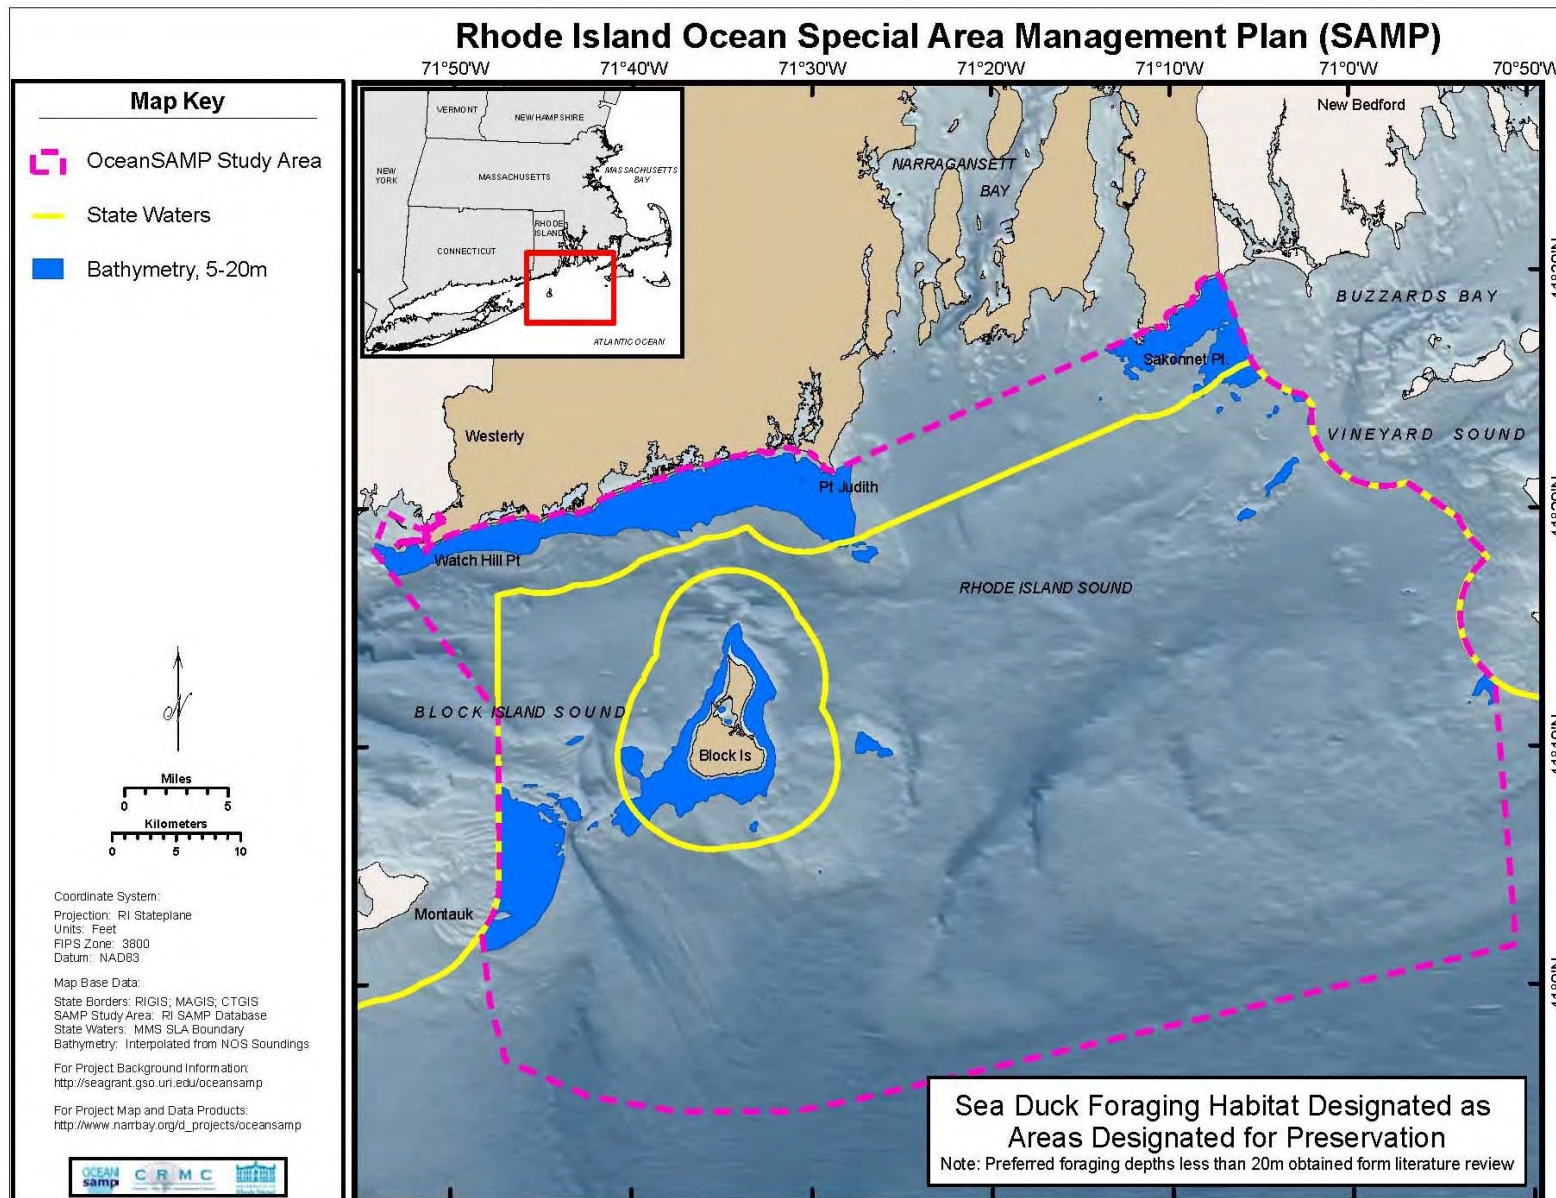 Rhode Island Ocean Special Area Management Plan (SAMP)
71°50'W
71°40'W
71°30'W
71°20'W
71°10'W
71°0'W
70°50'W
Map Key
OceanSAMP Study Area
State Waters
Bathymetry, 5-20m
VERMONT
NEW HAMPSHIRE
NEW
YORK
MASSACHUSETTS
MASSACHUSETTS
BAY
CONNECTICUT
RHODE
ISLAND
ATLANTIC OCEAN
New Bedford
NARRAGANSETT
BAY
BUZZARDS BAY
Sakonnet Pt.
VINEYARD SOUND
Westerly
Pt Judith
Watch Hill Pt
RHODE ISLAND SOUND
BLOCK ISLAND SOUND
Block Is
Montauk
Miles
0 5
Kilometers
0 5 10
Coordinate System:
Projection: RI Stateplane
Units: Feet
FIPS Zone: 3800
Datum: NAD83
Map Base Data:
State Borders: RIGIS; MAGIS; CTGIS
SAMP Study Area: RI SAMP Database
State Waters: MMS SLA Boundary
Bathymetry: Interpolated from NOS Soundings
For Project Background Information:
http://seagrant.gso.uri.edu/oceansamp
For Project Map and Data Products:
http://www.narrbay.org/d_projects/oceansamp
OCEAN
samp
CRMC
Sea Duck Foraging Habitat Designated as
Areas Designated for Preservation
Note: Preferred foraging depths less than 20m obtained form literature review